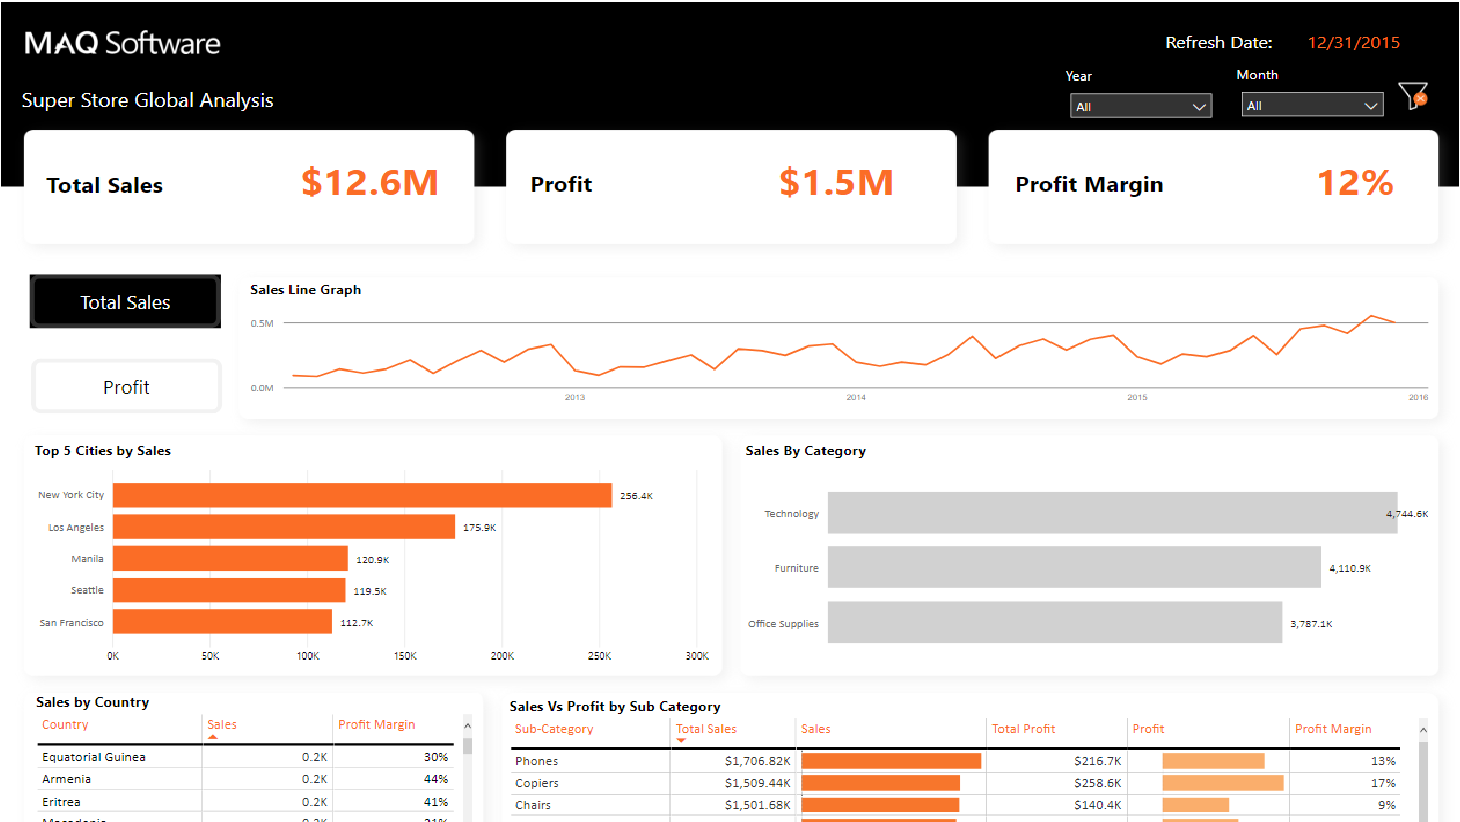 MAQ Software
Refresh Date: 12/31/2015
Year
Month
Super Store Global Analysis
All
All
Total Sales
$12.6M
Profit
$1.5M
Profit Margin
12%
Total Sales
Profit
Sales Line Graph
0.5M
0.0M
2013
2014
2015
2016
Top 5 Cities by Sales
New York City
256.4K
Los Angeles
175.9K
Manila
120.9K
Seattle
119.5K
San Francisco
112.7K
0K
50K
100K
150K
200K
250K
300K
Sales By Category
Technology
4,744.6K
Furniture
4,110.9K
Office Supplies
3,787.1K
Sales by Country
Country Sales Profit Margin
Equatorial Guinea 0.2K 30%
Armenia 0.2K 44%
Eritrea 0.2K 41%
Macedonia 0.2K 31%
Sales Vs Profit by Sub Category
Sub-Category Total Sales Sales Total Profit Profit Profit Margin
Phones $1,706.82K $216.7K 13%
Copiers $1,509.44K $258.6K 17%
Chairs $1,501.68K $140.4K 9%